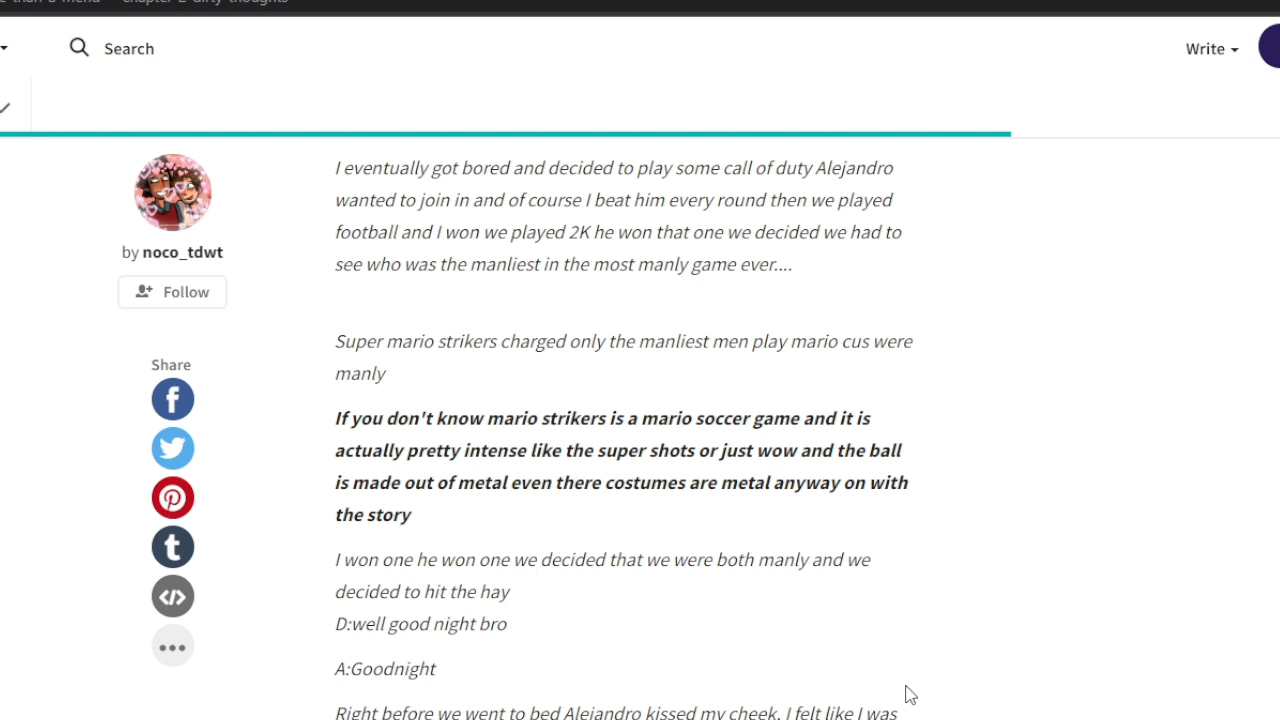 Search
Write
by noco_tdwt
Follow
Share
I eventually got bored and decided to play some call of duty Alejandro
wanted to join in and of course I beat him every round then we played
football and I won we played 2K he won that one we decided we had to
see who was the manliest in the most manly game ever....
Super mario strikers charged only the manliest men play mario cus were
manly
If you don't know mario strikers is a mario soccer game and it is
actually pretty intense like the super shots or just wow and the ball
is made out of metal even there costumes are metal anyway on with
the story
I won one he won one we decided that we were both manly and we
decided to hit the hay
D:well good night bro
A:Goodnight
Right before we went to bed Alejandro kissed my cheek. I felt like I was